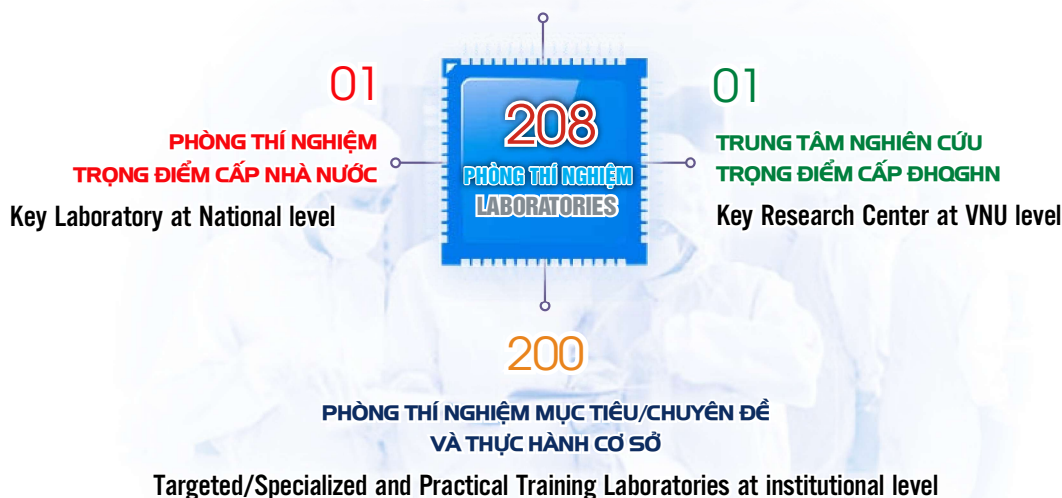 01
PHÒNG THÍ NGHIỆM
TRỌNG ĐIỂM CẤP NHÀ NƯỚC
Key Laboratory at National level
208
PHÒNG THÍ NGHIỆM
LABORATORIES
01
TRUNG TÂM NGHIÊN CỨU
TRỌNG ĐIỂM CẤP ĐHQGHN
Key Research Center at VNU level
200
PHÒNG THÍ NGHIỆM MỤC TIÊU/CHUYÊN ĐỀ
VÀ THỰC HÀNH CƠ SỞ
Targeted/Specialized and Practical Training Laboratories at institutional level